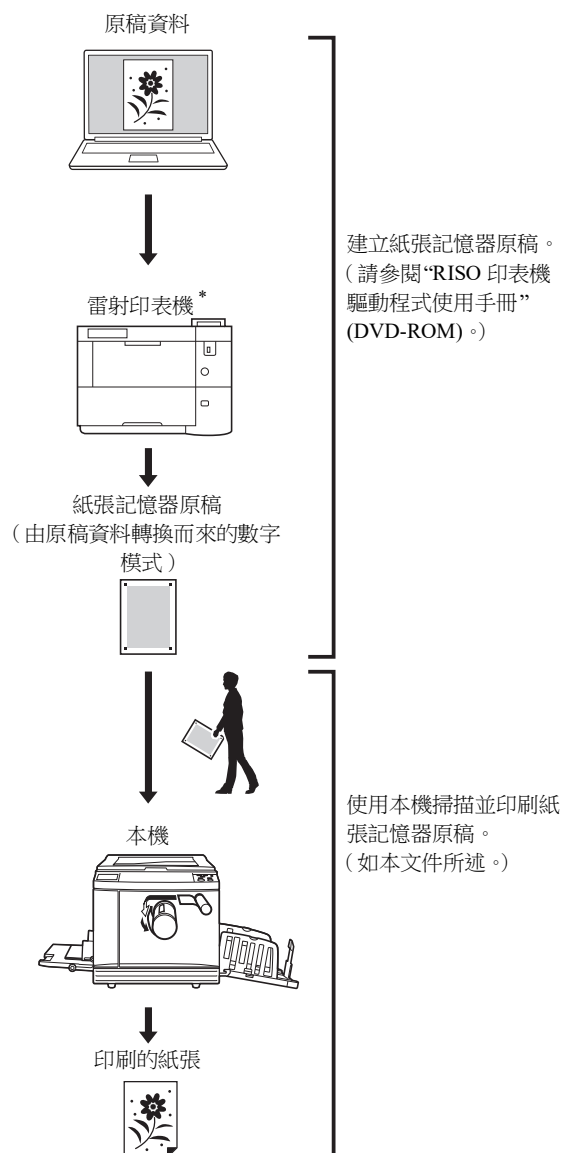 原稿資料
雷射印表機*
紙張記憶器原稿
（由原稿資料轉換而來的數字
模式）
建立紙張記憶器原稿。
（請參閱“RISO 印表機
驅動程式使用手冊”
(DVD-ROM)。）
本機
印刷的紙張
使用本機掃描並印刷紙
張記憶器原稿。
（如本文件所述。）